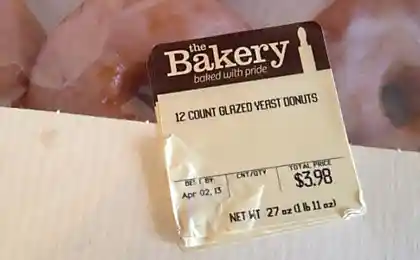 the
Bakery
baked with pride
12 COUNT GLAZED YEAST DONUTS
BEST BY CNT/QTY TOTAL PRICE
Apr 02, 13 $3.98
NET WT 27 oz (1 lb 11 oz)